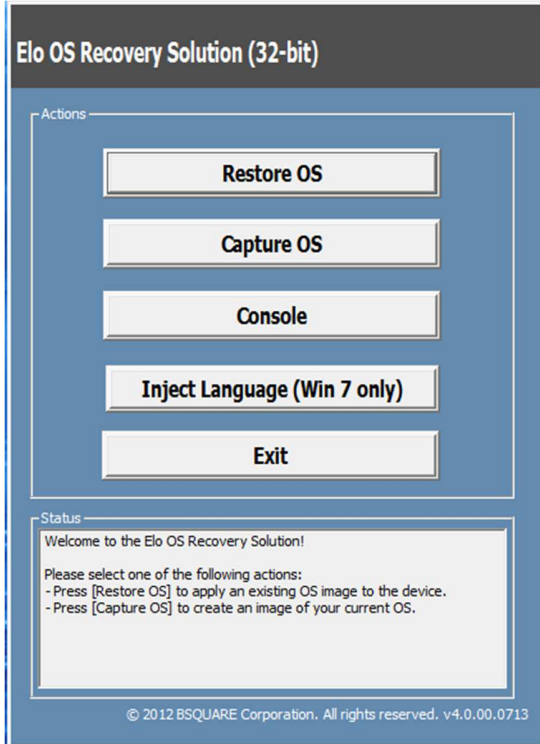 Elo OS Recovery Solution (32-bit)
Actions
Restore OS
Capture OS
Console
Inject Language (Win 7 only)
Exit
Status
Welcome to the Elo OS Recovery Solution!
Please select one of the following actions:
- Press [Restore OS] to apply an existing OS image to the device.
- Press [Capture OS] to create an image of your current OS.
© 2012 BSQUARE Corporation. All rights reserved. v4.0.00.0713